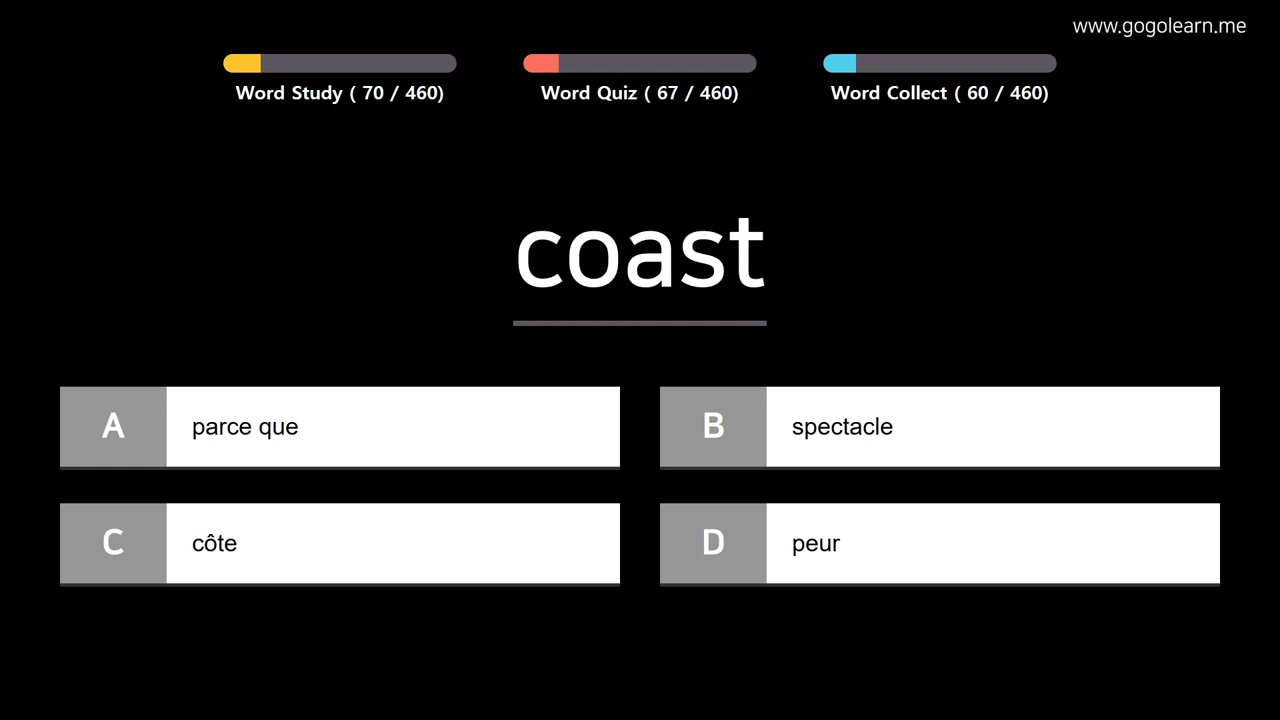 www.gogolearn.me
Word Study ( 70 / 460)
Word Quiz ( 67 / 460)
Word Collect ( 60 / 460)
coast
A
parce que
B
spectacle
C
côte
D
peur